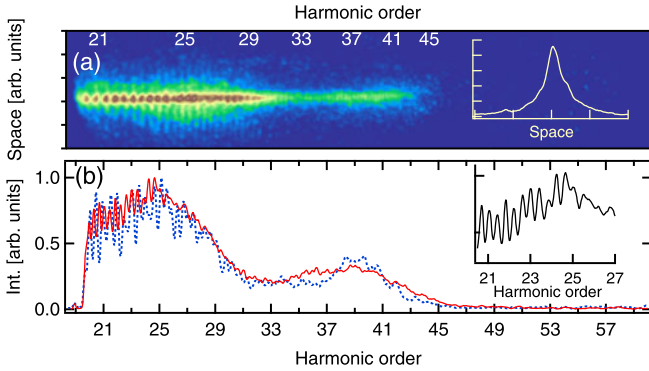 Harmonic order
21 25 29 33 37 41 45
(a)
Space [arb. units]
Space
(b)
Int. [arb. units]
1.0
0.5
0.0
21 23 25 27
Harmonic order
21 25 29 33 37 41 45 49 53 57
Harmonic order